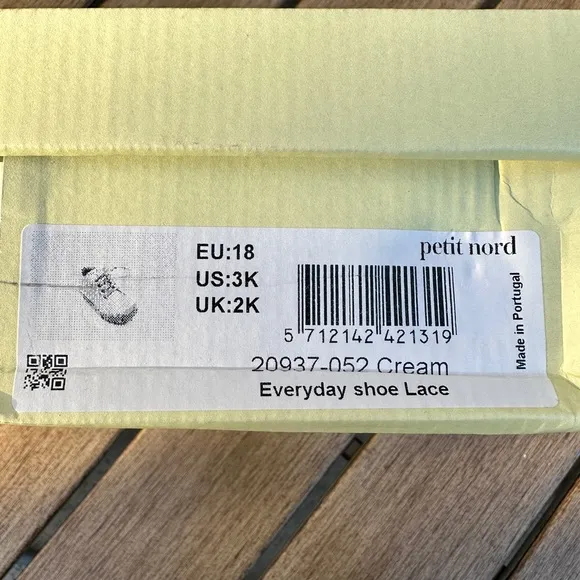 EU:18
US:3K
UK:2K
petit nord
5 712142 421319
Made in Portugal
20937-052 Cream
Everyday shoe Lace